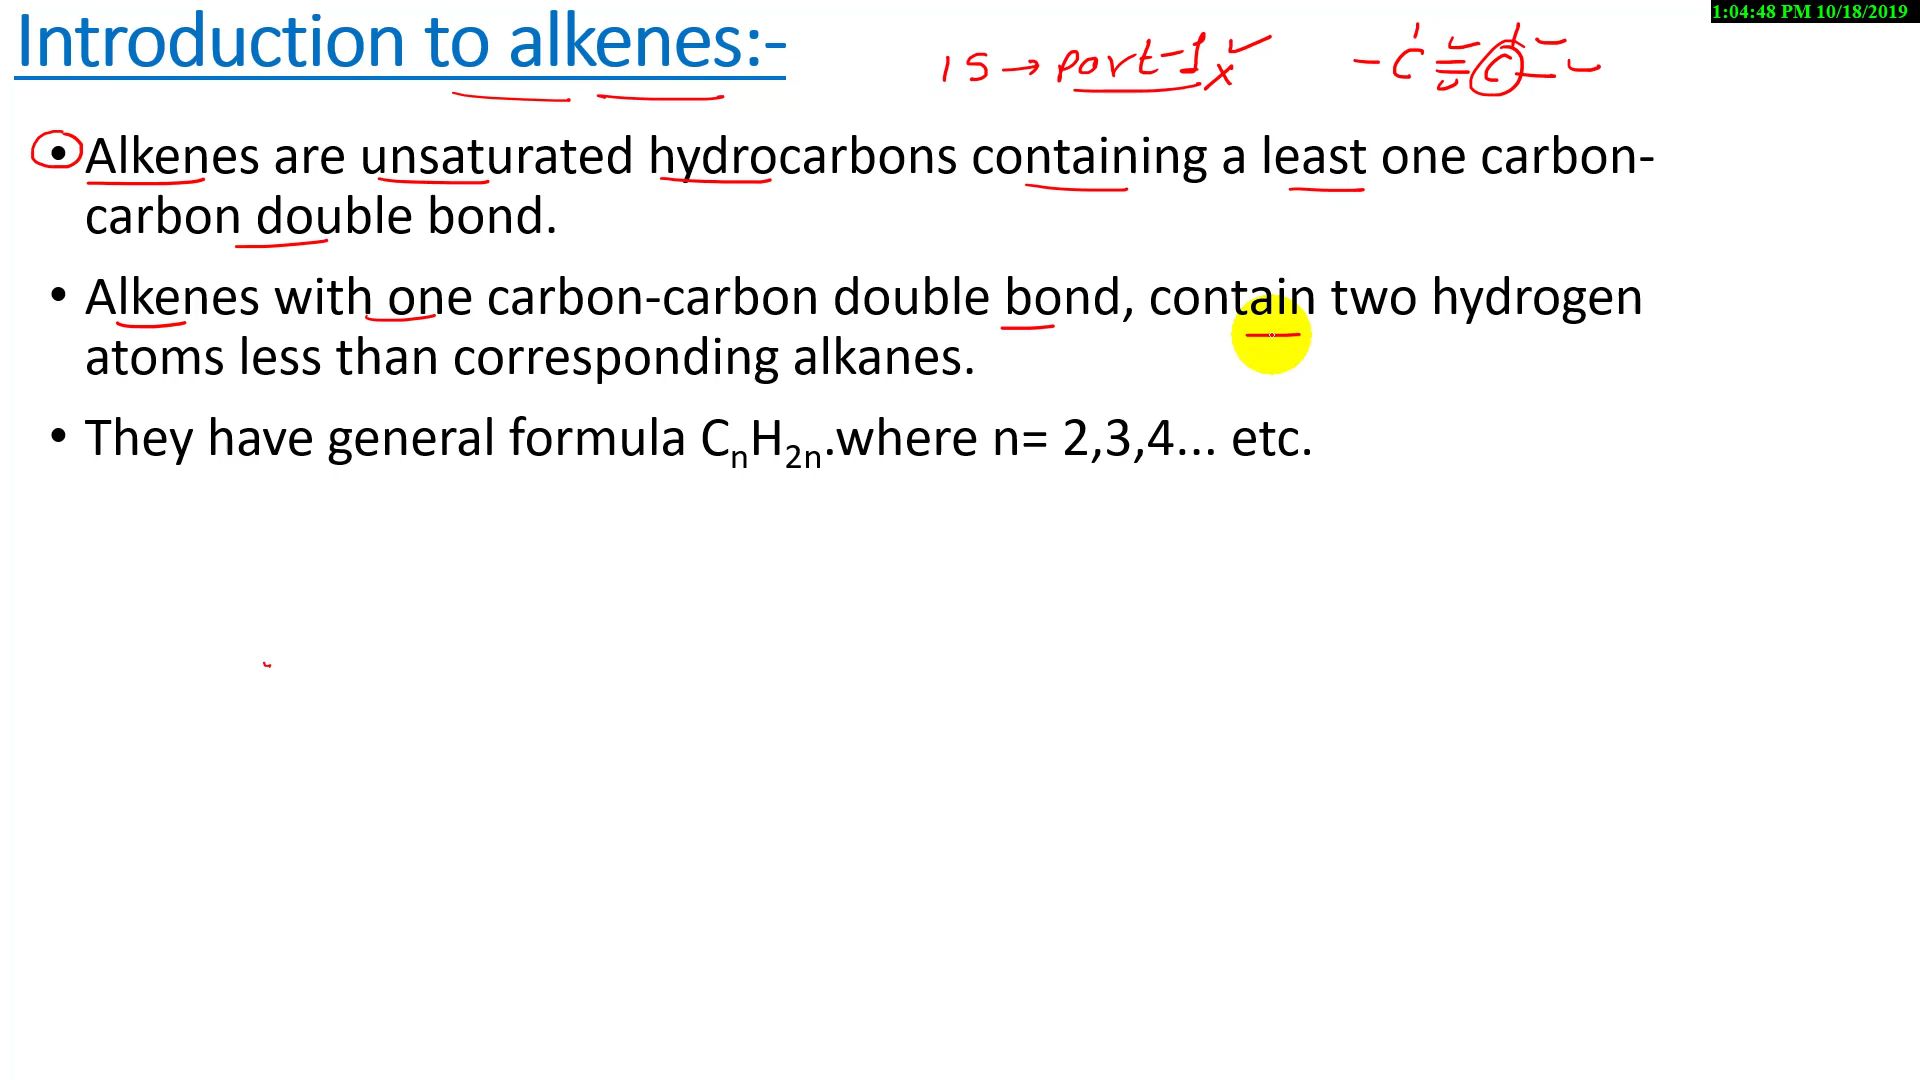 1:04:48 PM 10/18/2019
Introduction to alkenes:-
15 → part-1
- C = C -
• Alkenes are unsaturated hydrocarbons containing a least one carbon-
carbon double bond.
• Alkenes with one carbon-carbon double bond, contain two hydrogen
atoms less than corresponding alkanes.
• They have general formula CnH2n.where n= 2,3,4... etc.